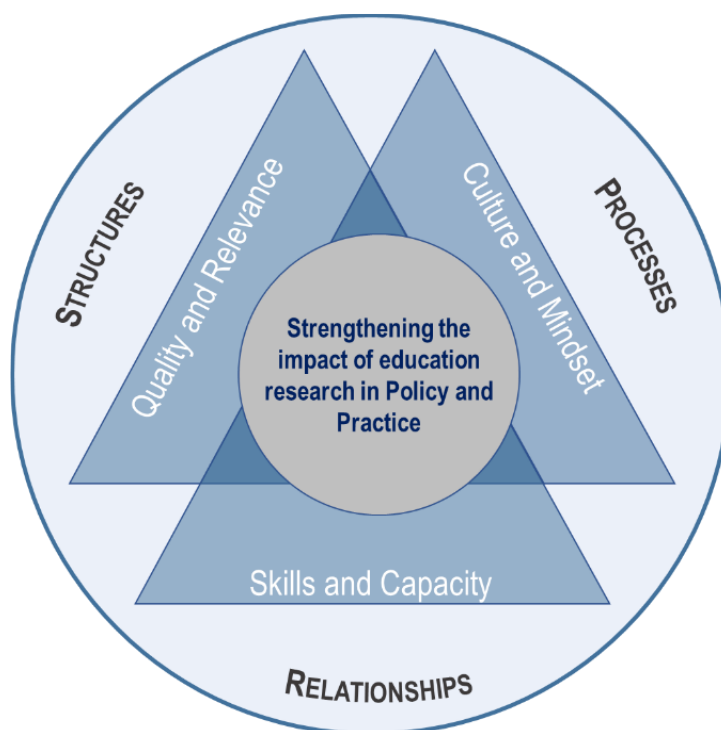 STRUCTURES
Quality and Relevance
Culture and Mindset
PROCESSES
Strengthening the
impact of education
research in Policy and
Practice
Skills and Capacity
RELATIONSHIPS